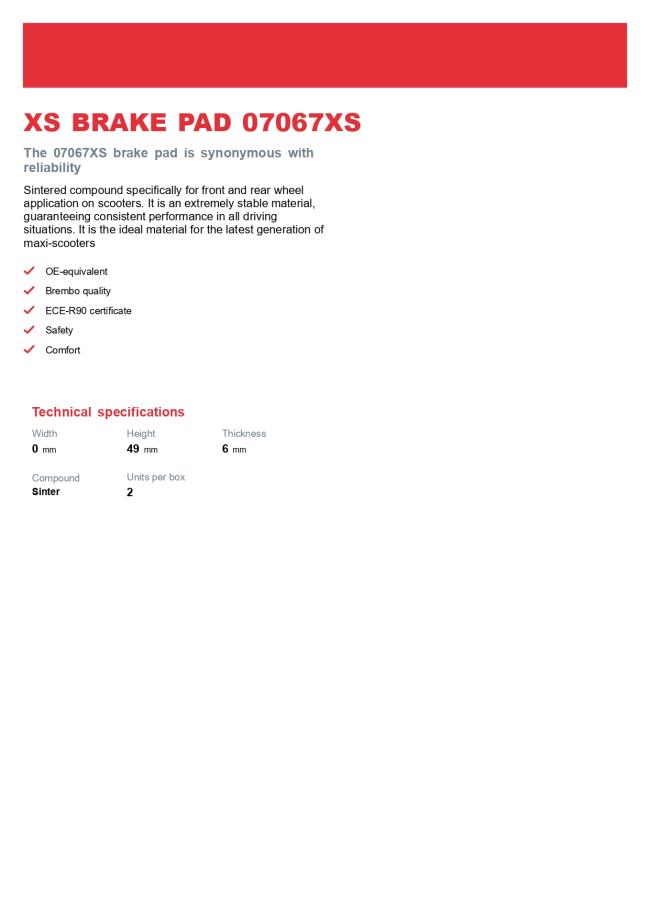 XS BRAKE PAD 07067XS
The 07067XS brake pad is synonymous with
reliability
Sintered compound specifically for front and rear wheel
application on scooters. It is an extremely stable material,
guaranteeing consistent performance in all driving
situations. It is the ideal material for the latest generation of
maxi-scooters
OE-equivalent
Brembo quality
ECE-R90 certificate
Safety
Comfort
Technical specifications
Width Height Thickness
0 mm 49 mm 6 mm
Compound Units per box
Sinter 2